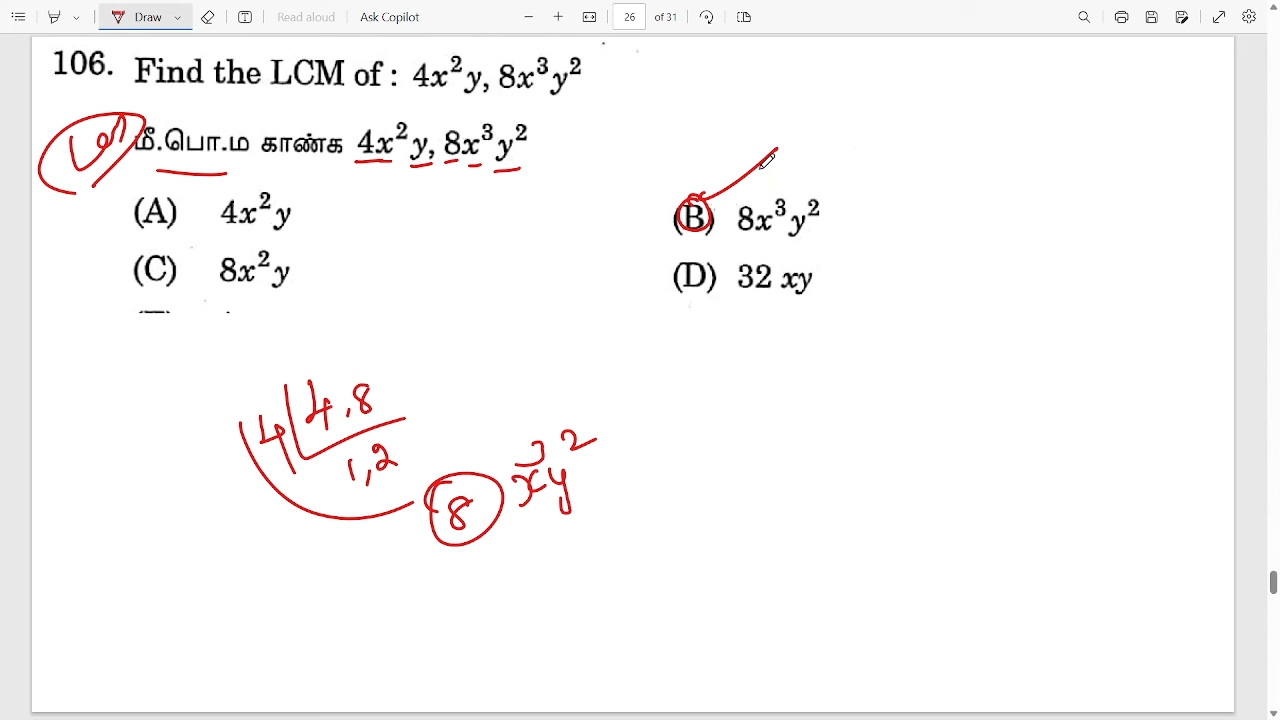 Draw
Read aloud
Ask Copilot
26 of 31
106. Find the LCM of : 4x²y, 8x³y²
மீ.பொ.ம காண்க 4x²y, 8x³y²
(A) 4x²y
(B) 8x³y²
(C) 8x²y
(D) 32 xy
4 4,8
1,2
8 x³y²